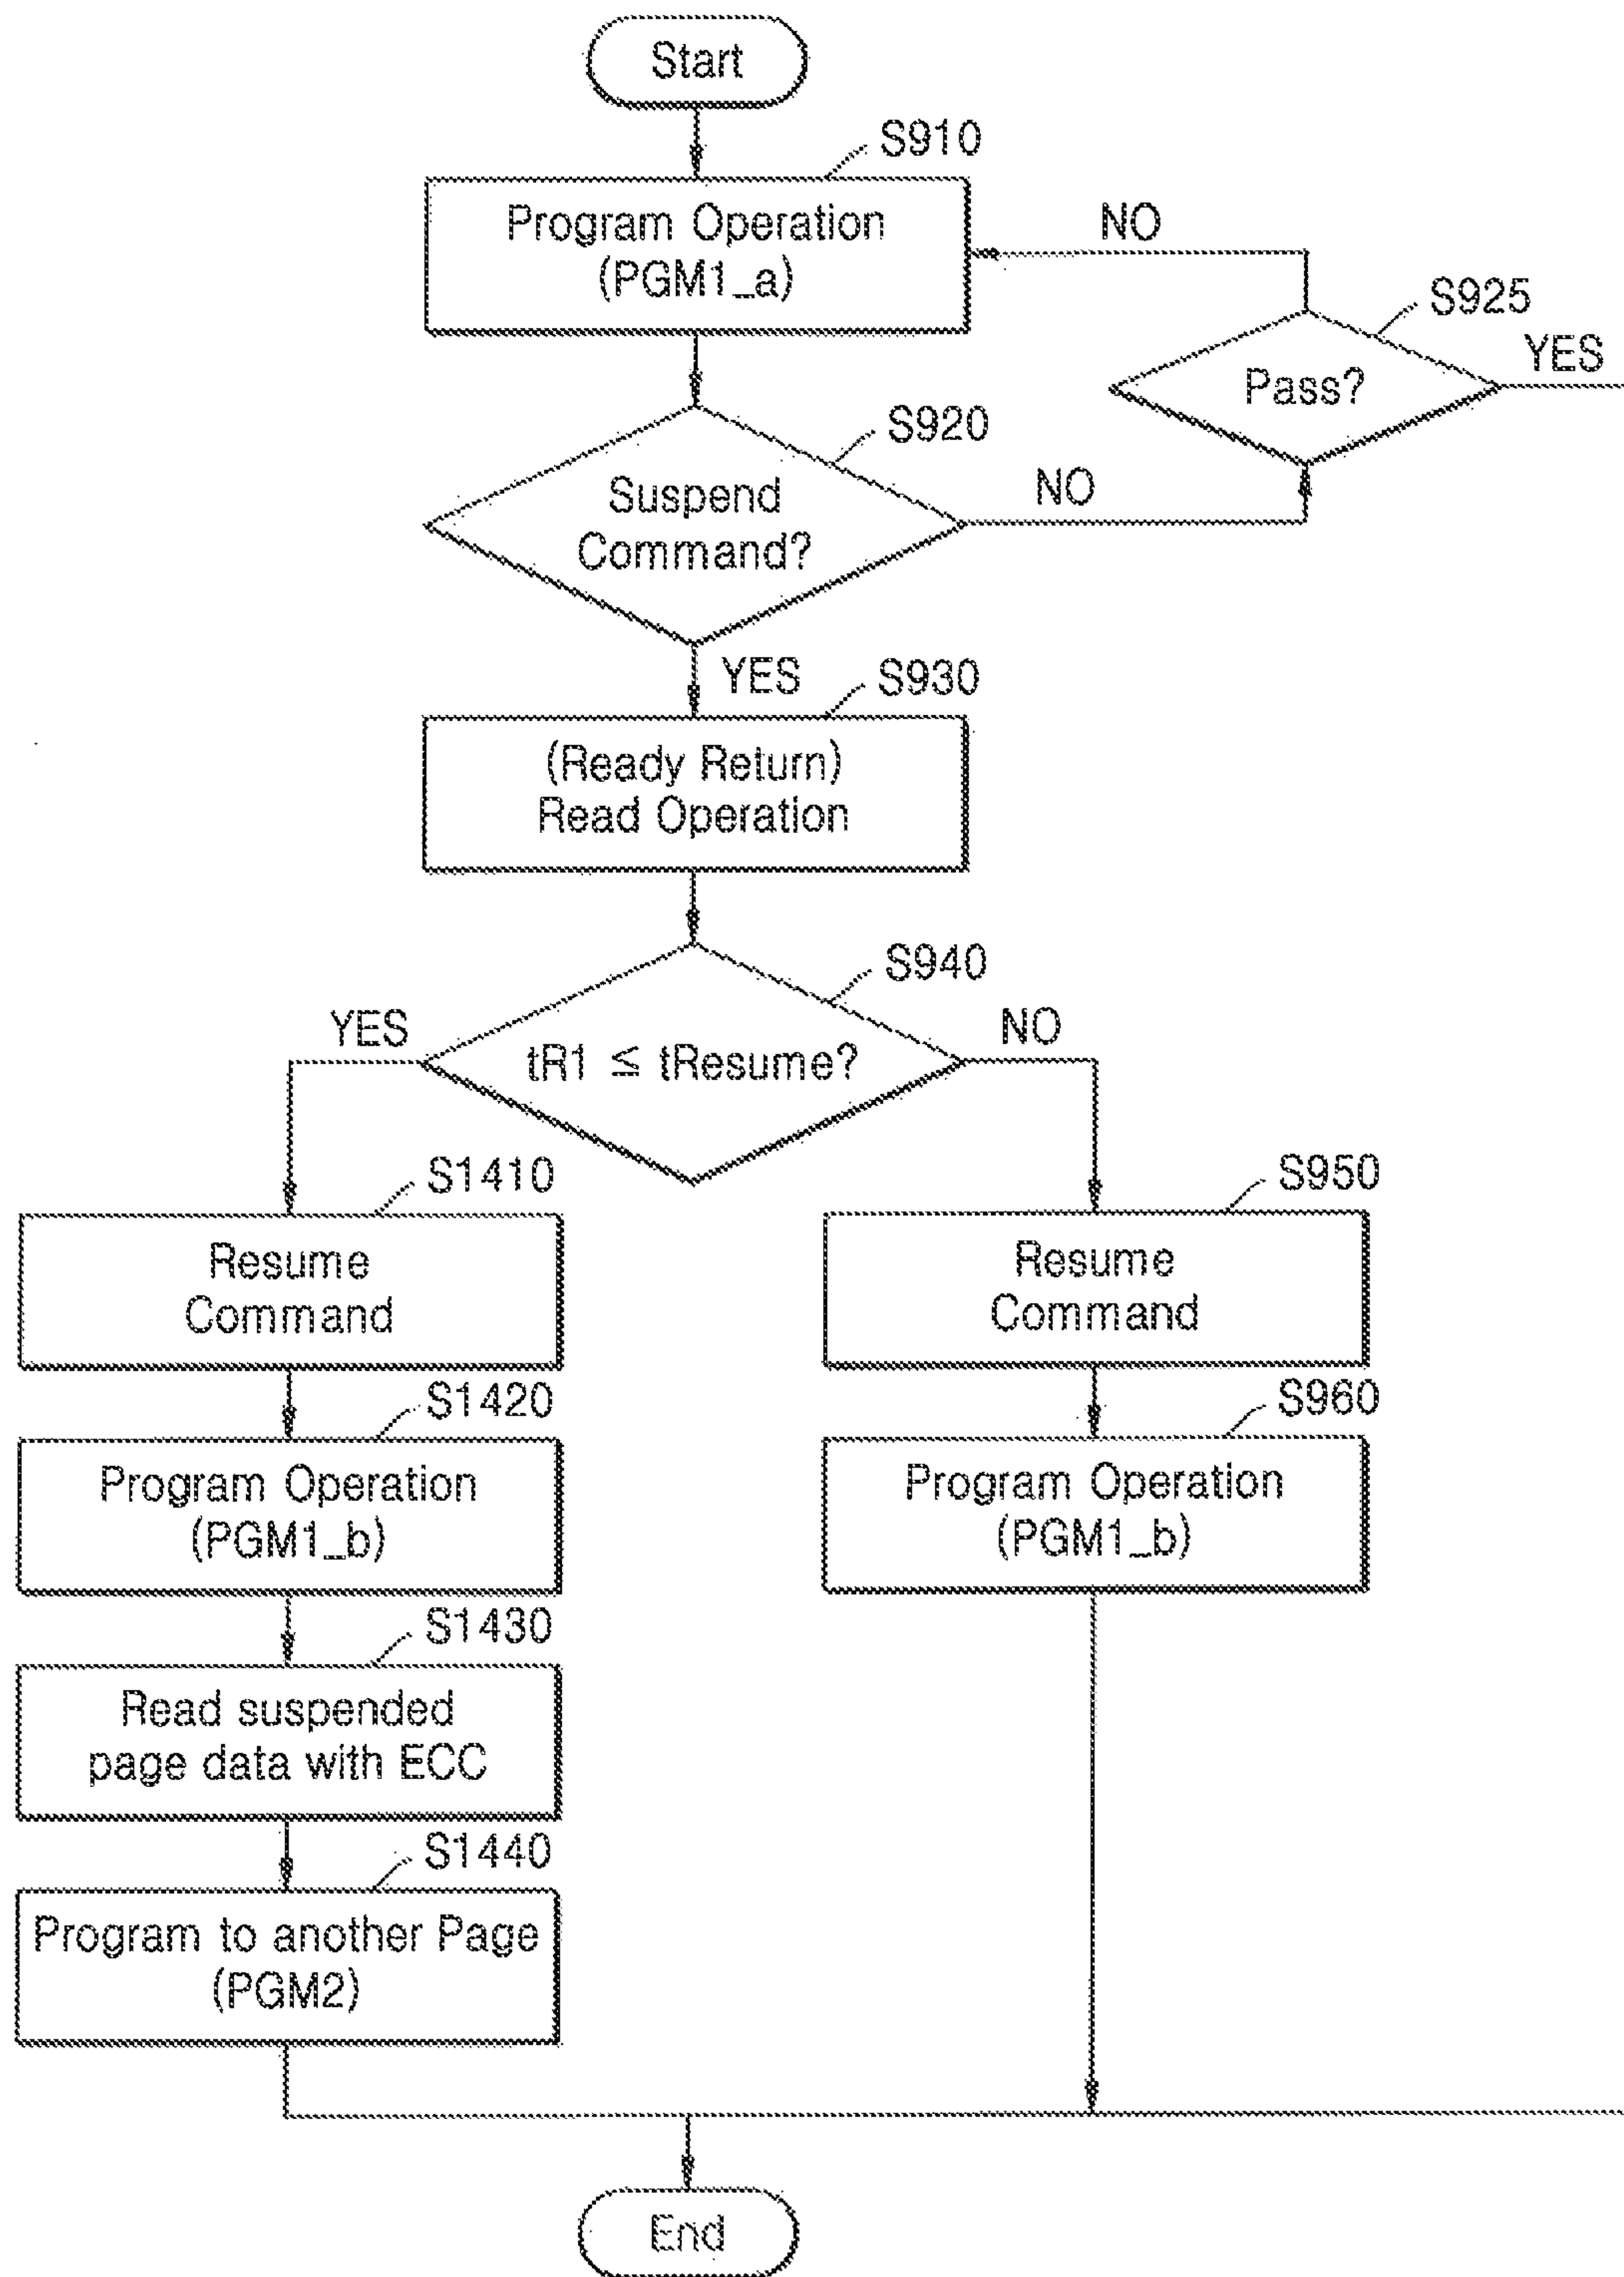 Start
S910
Program Operation
(PGM1_a)
NO
S925
YES
Pass?
S920
Suspend
Command?
NO
YES
S930
(Ready Return)
Read Operation
S940
YES
NO
tR1 ≤ tResume?
S1410
Resume
Command
S950
Resume
Command
S1420
Program Operation
(PGM1_b)
S960
Program Operation
(PGM1_b)
S1430
Read suspended
page data with ECC
S1440
Program to another Page
(PGM2)
End